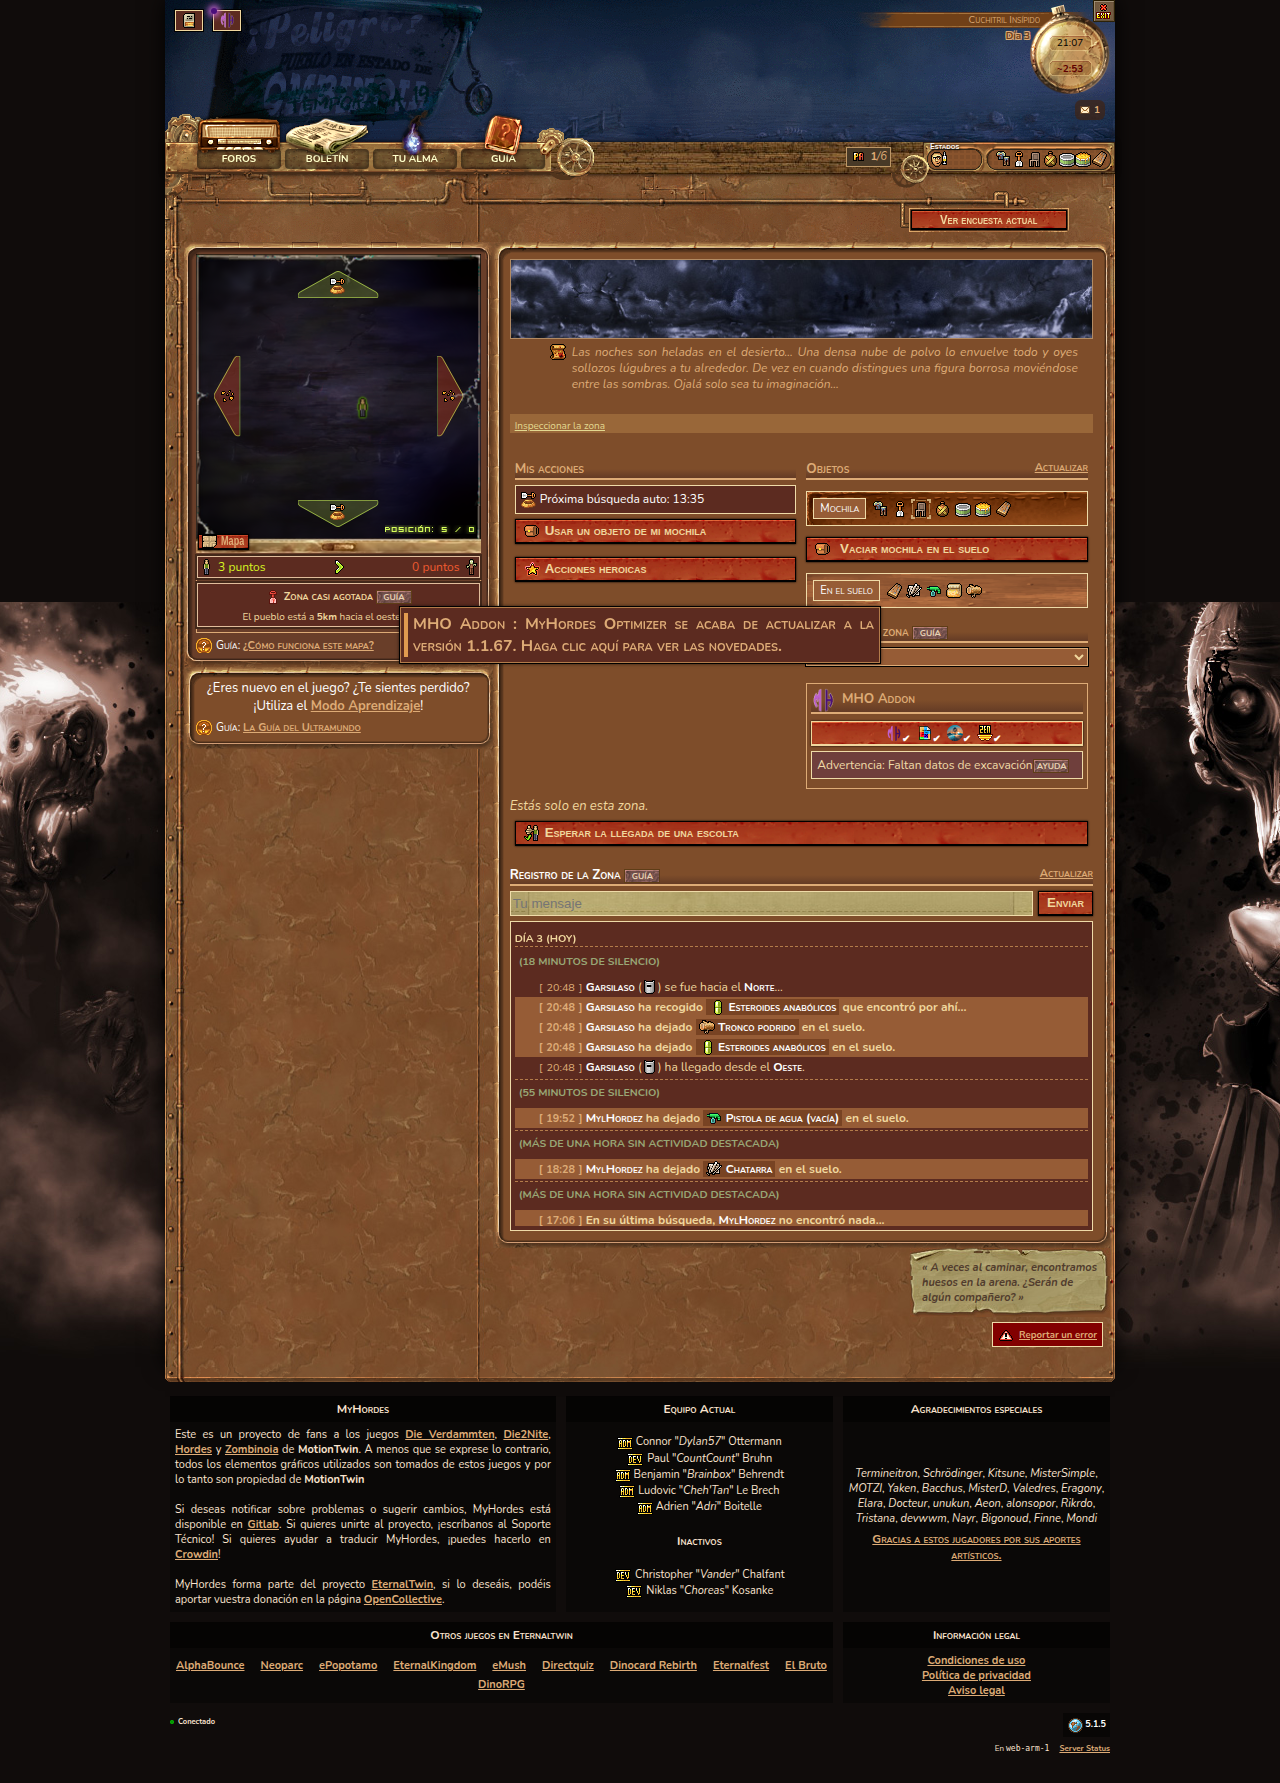 ¡Peligro!
PUEBLO EN ESTADO DE
Cuchitril Insípido
Día 3
EXIT
21:07
~2:53
1
FOROS
BOLETÍN
TU ALMA
GUIA
PA 1/6
Estados
Ver encuesta actual
Las noches son heladas en el desierto... Una densa nube de polvo lo envuelve todo y oyes
sollozos lúgubres a tu alrededor. De vez en cuando distingues una figura borrosa moviéndose
entre las sombras. Ojalá solo sea tu imaginación...
Inspeccionar la zona
POSICIÓN: 5 / 0
Mapa
3 puntos
0 puntos
Zona casi agotada GUÍA
El pueblo está a 5km hacia el oeste
Guía: ¿Cómo funciona este mapa?
¿Eres nuevo en el juego? ¿Te sientes perdido?
¡Utiliza el Modo Aprendizaje!
Guía: La Guía del Ultramundo
Mis acciones
Próxima búsqueda auto: 13:35
Usar un objeto de mi mochila
Acciones heroicas
Objetos
Actualizar
Mochila
Vaciar mochila en el suelo
En el suelo
zona GUÍA
MHO Addon : MyHordes Optimizer se acaba de actualizar a la
versión 1.1.67. Haga clic aquí para ver las novedades.
MHO Addon
Advertencia: Faltan datos de excavación AYUDA
Estás solo en esta zona.
Esperar la llegada de una escolta
Registro de la Zona GUÍA
Actualizar
Tu mensaje
Enviar
DÍA 3 (HOY)
(18 MINUTOS DE SILENCIO)
[ 20:48 ] Garsilaso ( ) se fue hacia el Norte...
[ 20:48 ] Garsilaso ha recogido Esteroides anabólicos que encontró por ahí...
[ 20:48 ] Garsilaso ha dejado Tronco podrido en el suelo.
[ 20:48 ] Garsilaso ha dejado Esteroides anabólicos en el suelo.
[ 20:48 ] Garsilaso ( ) ha llegado desde el Oeste.
(55 MINUTOS DE SILENCIO)
[ 19:52 ] MylHordez ha dejado Pistola de agua (vacía) en el suelo.
(MÁS DE UNA HORA SIN ACTIVIDAD DESTACADA)
[ 18:28 ] MylHordez ha dejado Chatarra en el suelo.
(MÁS DE UNA HORA SIN ACTIVIDAD DESTACADA)
[ 17:06 ] En su última búsqueda, MylHordez no encontró nada...
« A veces al caminar, encontramos
huesos en la arena. ¿Serán de
algún compañero? »
Reportar un error
MyHordes
Este es un proyecto de fans a los juegos Die Verdammten, Die2Nite,
Hordes y Zombinoia de MotionTwin. A menos que se exprese lo contrario,
todos los elementos gráficos utilizados son tomados de estos juegos y por
lo tanto son propiedad de MotionTwin
Si deseas notificar sobre problemas o sugerir cambios, MyHordes está
disponible en Gitlab. Si quieres unirte al proyecto, ¡escríbanos al Soporte
Técnico! Si quieres ayudar a traducir MyHordes, ¡puedes hacerlo en
Crowdin!
MyHordes forma parte del proyecto EternalTwin, si lo deseáis, podéis
aportar vuestra donación en la página OpenCollective.
Equipo Actual
ADM Connor "Dylan57" Ottermann
DEV Paul "CountCount" Bruhn
ADM Benjamin "Brainbox" Behrendt
ADM Ludovic "Cheh'Tan" Le Brech
ADM Adrien "Adri" Boitelle
Inactivos
DEV Christopher "Vander" Chalfant
DEV Niklas "Choreas" Kosanke
Agradecimientos especiales
Termineitron, Schrödinger, Kitsune, MisterSimple,
MOTZI, Yaken, Bacchus, MisterD, Valedres, Eragony,
Elara, Docteur, unukun, Aeon, alonsopor, Rikrdo,
Tristana, devwwm, Nayr, Bigonoud, Finne, Mondi
Gracias a estos jugadores por sus aportes
artísticos.
Otros juegos en Eternaltwin
AlphaBounce Neoparc ePopotamo EternalKingdom eMush Directquiz Dinocard Rebirth Eternalfest El Bruto
DinoRPG
Información legal
Condiciones de uso
Política de privacidad
Aviso legal
Conectado
5.1.5
En web-arm-1 Server Status